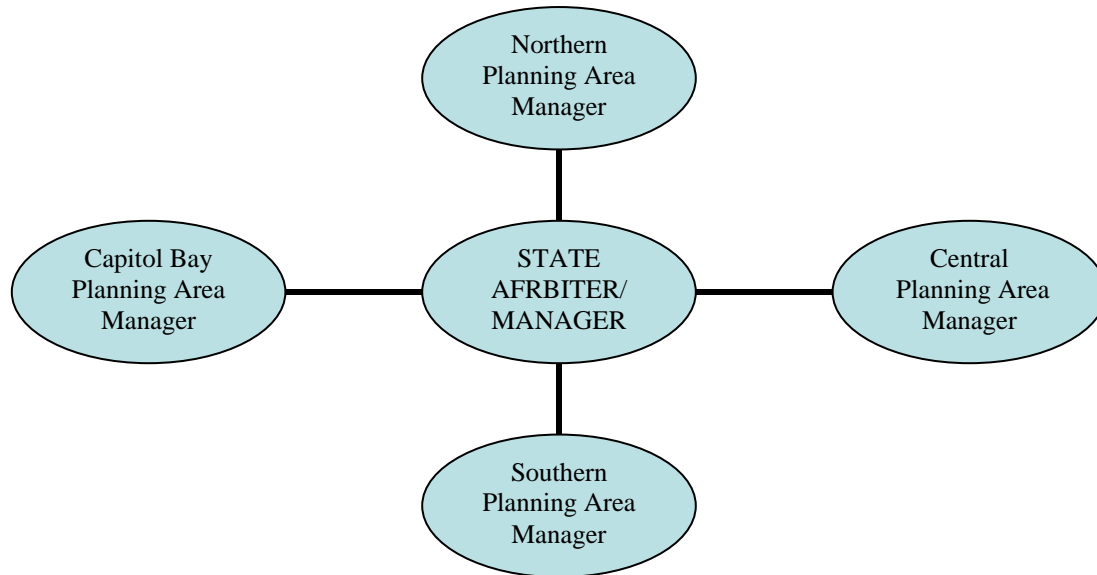 Northern
Planning Area
Manager
Capitol Bay
Planning Area
Manager
STATE
AFRBITER/
MANAGER
Central
Planning Area
Manager
Southern
Planning Area
Manager